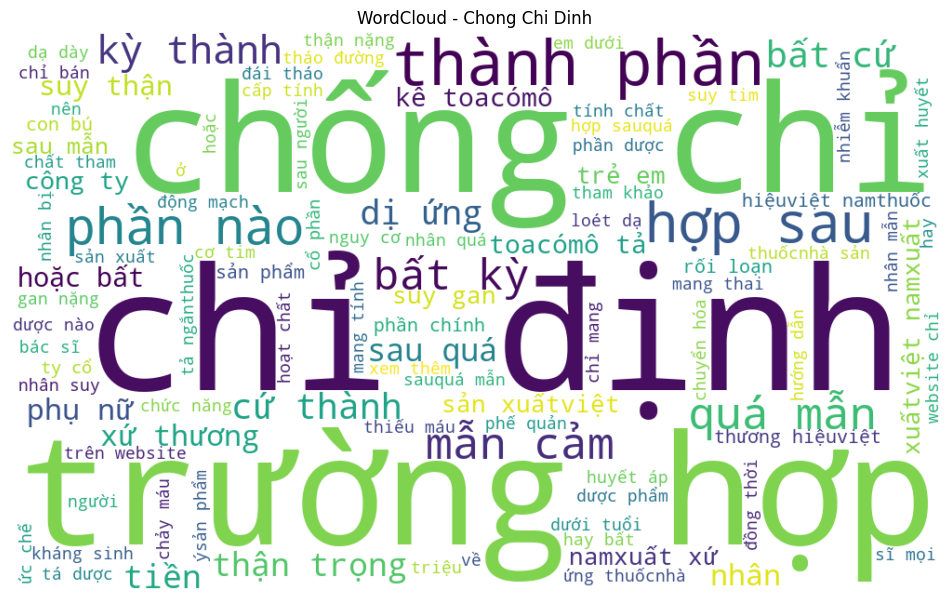 WordCloud - Chong Chi Dinh
thận nặng
em dưới
dạ dày
kỳ thành
tháo đường
thành phần
bất cứ
chỉ bán
suy thận
đái tháo
cấp tính
kê toacómô
suy tim
nhiễm khuẩn
xuất huyết
nên
con bú
hoặc
sau người
chống chỉ
tính chất
hợp sauquá
sau mẫn
phần dược
chất tham
ở
trẻ em
công ty
tham khảo
nhân bị
động mạch
cổ phần
dị ứng
hiệuviệt namthuốc
phần nào
loét dạ
hợp sau
hay
nguy cơ
nhân quá
toacómô tả
cơ tim
thuốcnhà sản
nhân mẫn
xuấtviệt namxuất
sản xuất
hoặc bất
sản phẩm
bất kỳ
rối loạn
mang thai
gan nặng
tả ngắnthuốc
hoạt chất
chỉ định
suy gan
mang tính
chỉ mang
chuyển hóa
hướng dẫn
website chỉ
dược nào
phần chính
bác sĩ
sau quá
ty cổ
xem thêm
nhân suy
sauquá mẫn
phụ nữ
chức năng
cứ thành
sản xuấtviệt
quá mẫn
xứ thương
thiếu máu
phế quản
mẫn cảm
thương hiệuviệt
trên website
trường hợp
người
chảy máu
ýsản phẩm
huyết áp
dược phẩm
đồng thời
ức chế
dưới tuổi
hay bất
kháng sinh
thận trọng
về
namxuất xứ
sĩ mọi
tá dược
tiền
triệu
ứng thuốcnhà
nhân